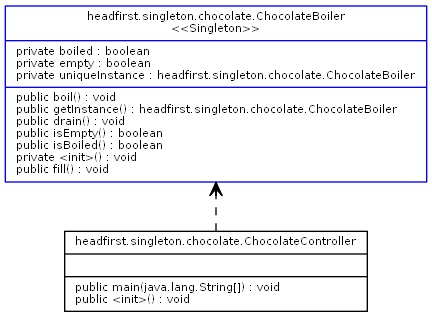 headfirst.singleton.chocolate.ChocolateBoiler
<<Singleton>>
private boiled : boolean
private empty : boolean
private uniqueInstance : headfirst.singleton.chocolate.ChocolateBoiler
public boil() : void
public getInstance() : headfirst.singleton.chocolate.ChocolateBoiler
public drain() : void
public isEmpty() : boolean
public isBoiled() : boolean
private <init>() : void
public fill() : void
headfirst.singleton.chocolate.ChocolateController
public main(java.lang.String[]) : void
public <init>() : void